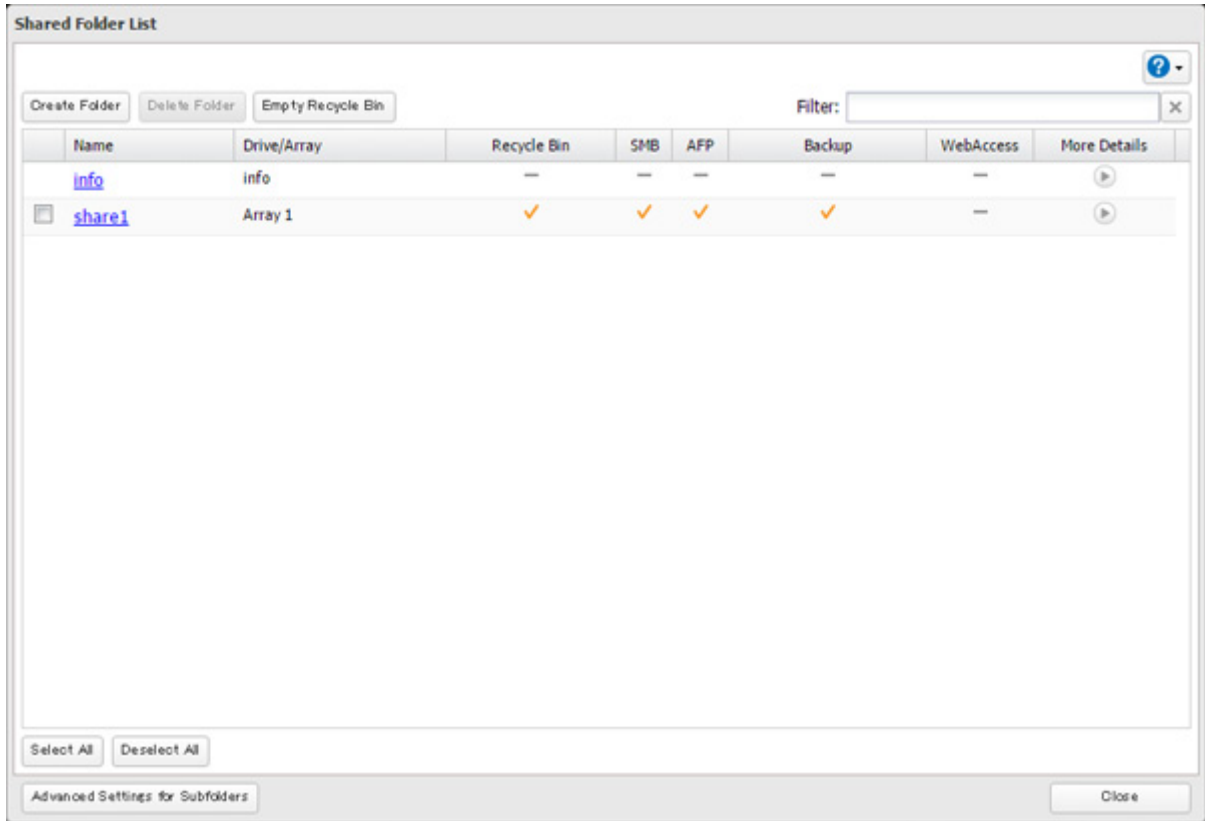 Shared Folder List
Create Folder Delete Folder Empty Recycle Bin Filter:
Name Drive/Array Recycle Bin SMB AFP Backup WebAccess More Details
info info — — — — —
share1 Array 1 ✓ ✓ ✓ ✓ —
Select All Deselect All
Advanced Settings for Subfolders Close